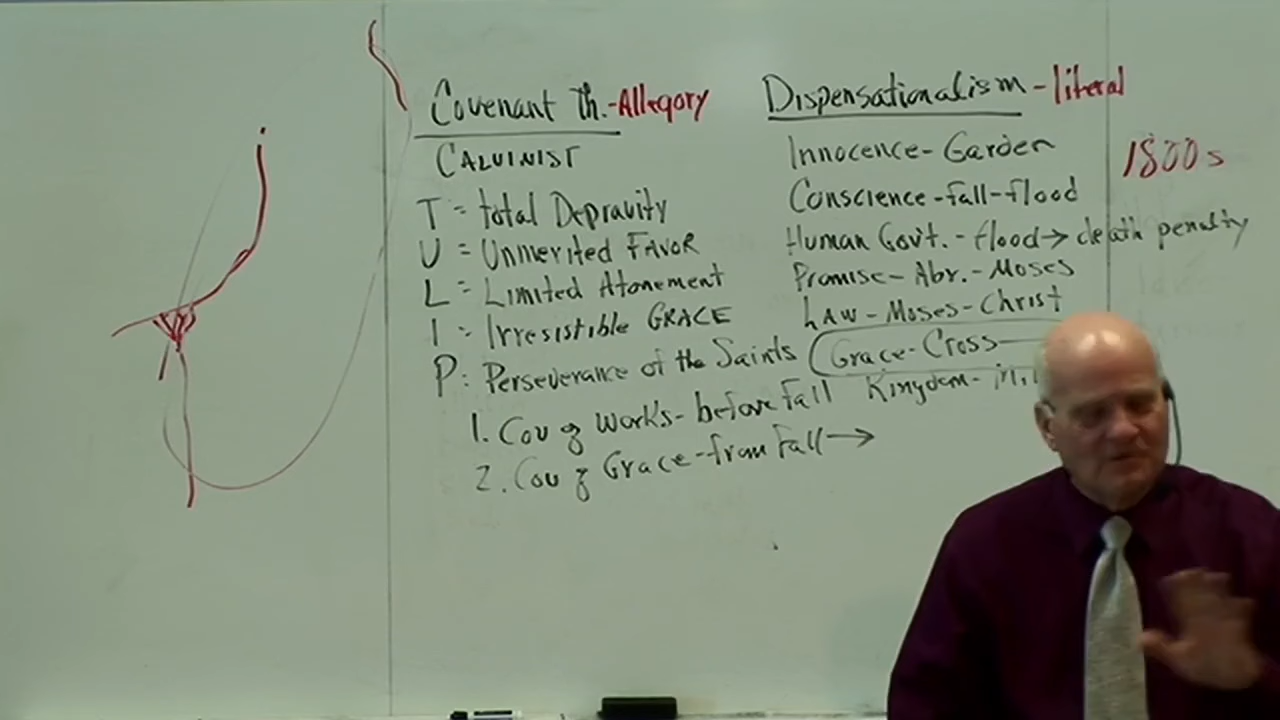 Covenant Th.-Allegory
CALVINIST
T = total Depravity
U = Unmerited Favor
L = Limited Atonement
I = Irresistible GRACE
P: Perseverance of the Saints
1. Cov of Works- before Fall
2. Cov of Grace-from Fall→
Dispensationalism - literal
1800s
Innocence- Garden
Conscience-fall-flood
Human Gov't. - flood→ death penalty
Promise- Abr. - Moses
LAW - Moses-Christ
Grace-Cross
Kingdom-